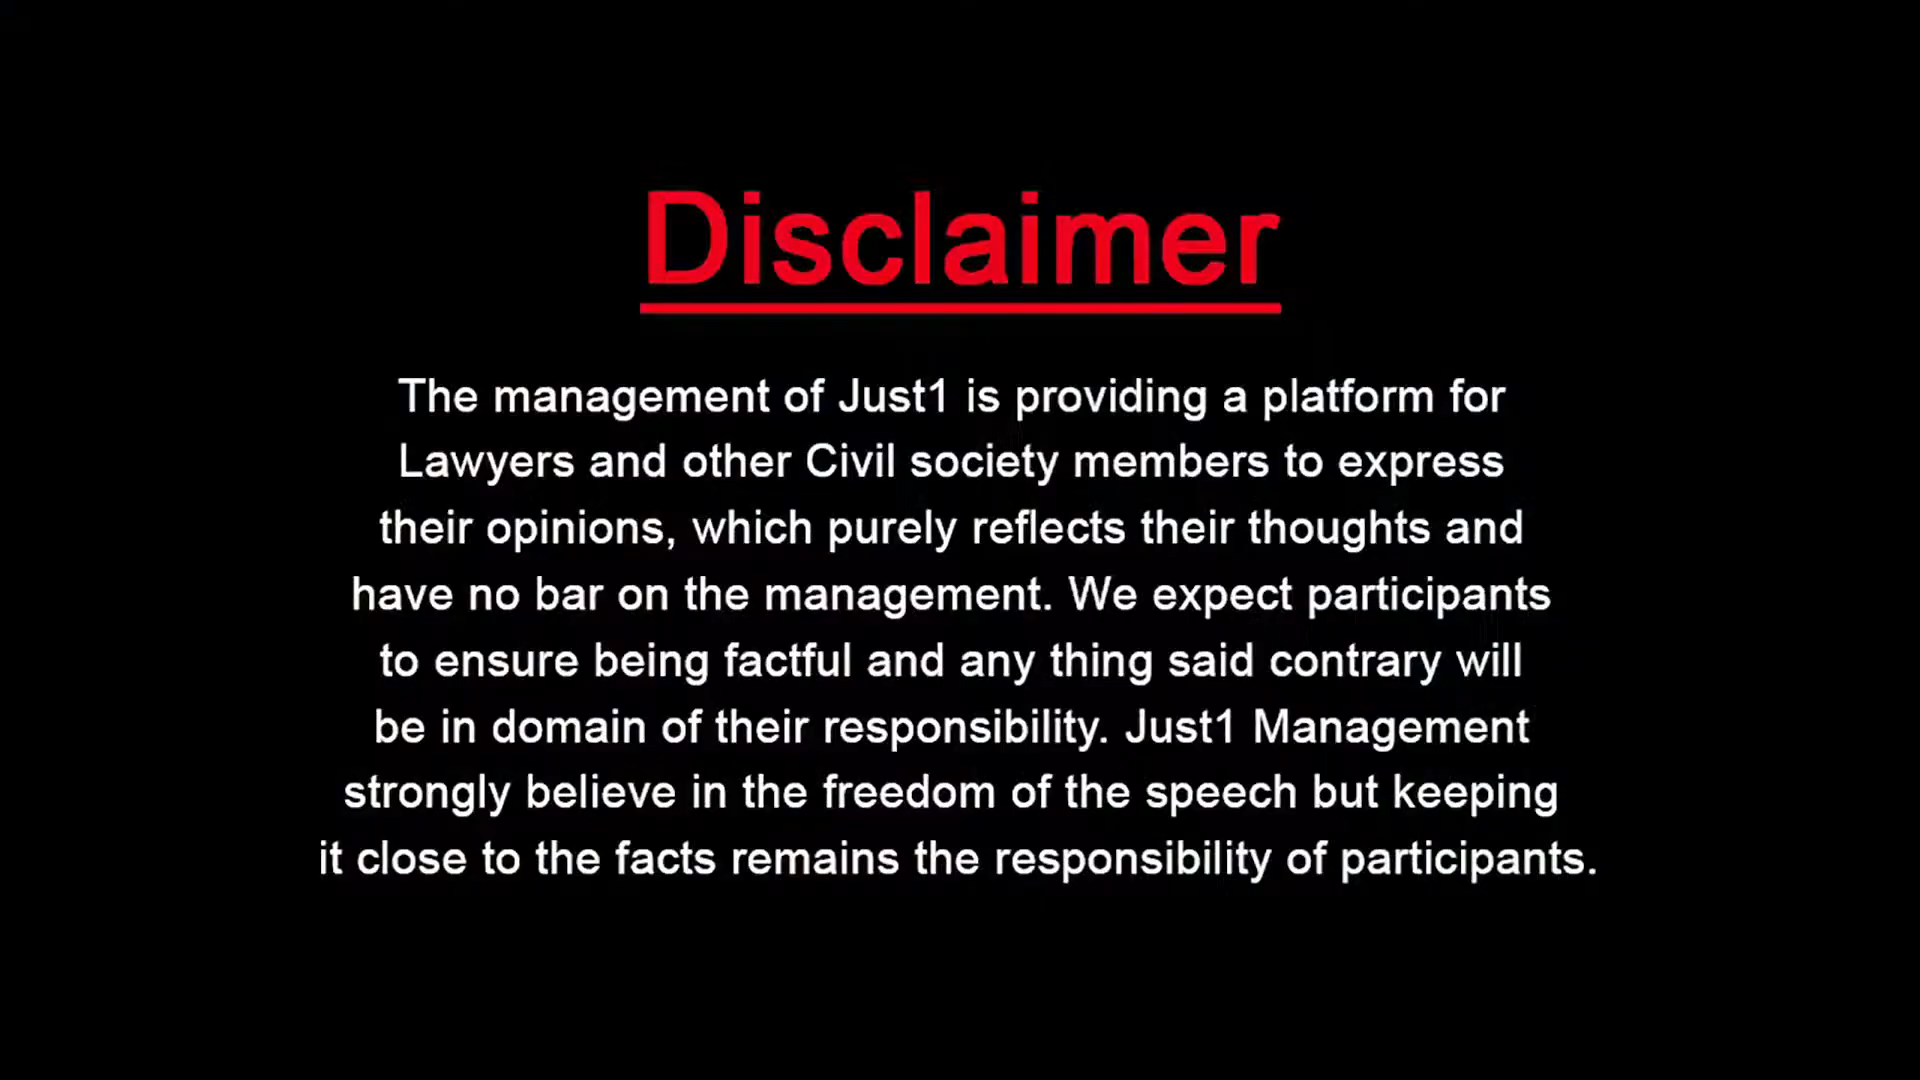 Disclaimer
The management of Just1 is providing a platform for
Lawyers and other Civil society members to express
their opinions, which purely reflects their thoughts and
have no bar on the management. We expect participants
to ensure being factful and any thing said contrary will
be in domain of their responsibility. Just1 Management
strongly believe in the freedom of the speech but keeping
it close to the facts remains the responsibility of participants.